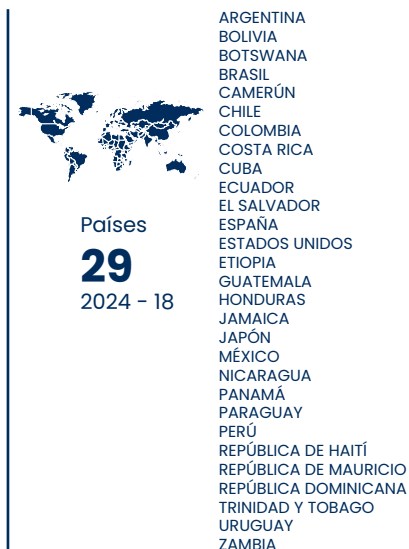 Países
29
2024 - 18
ARGENTINA
BOLIVIA
BOTSWANA
BRASIL
CAMERÚN
CHILE
COLOMBIA
COSTA RICA
CUBA
ECUADOR
EL SALVADOR
ESPAÑA
ESTADOS UNIDOS
ETIOPIA
GUATEMALA
HONDURAS
JAMAICA
JAPÓN
MÉXICO
NICARAGUA
PANAMÁ
PARAGUAY
PERÚ
REPÚBLICA DE HAITÍ
REPÚBLICA DE MAURICIO
REPÚBLICA DOMINICANA
TRINIDAD Y TOBAGO
URUGUAY
ZAMBIA